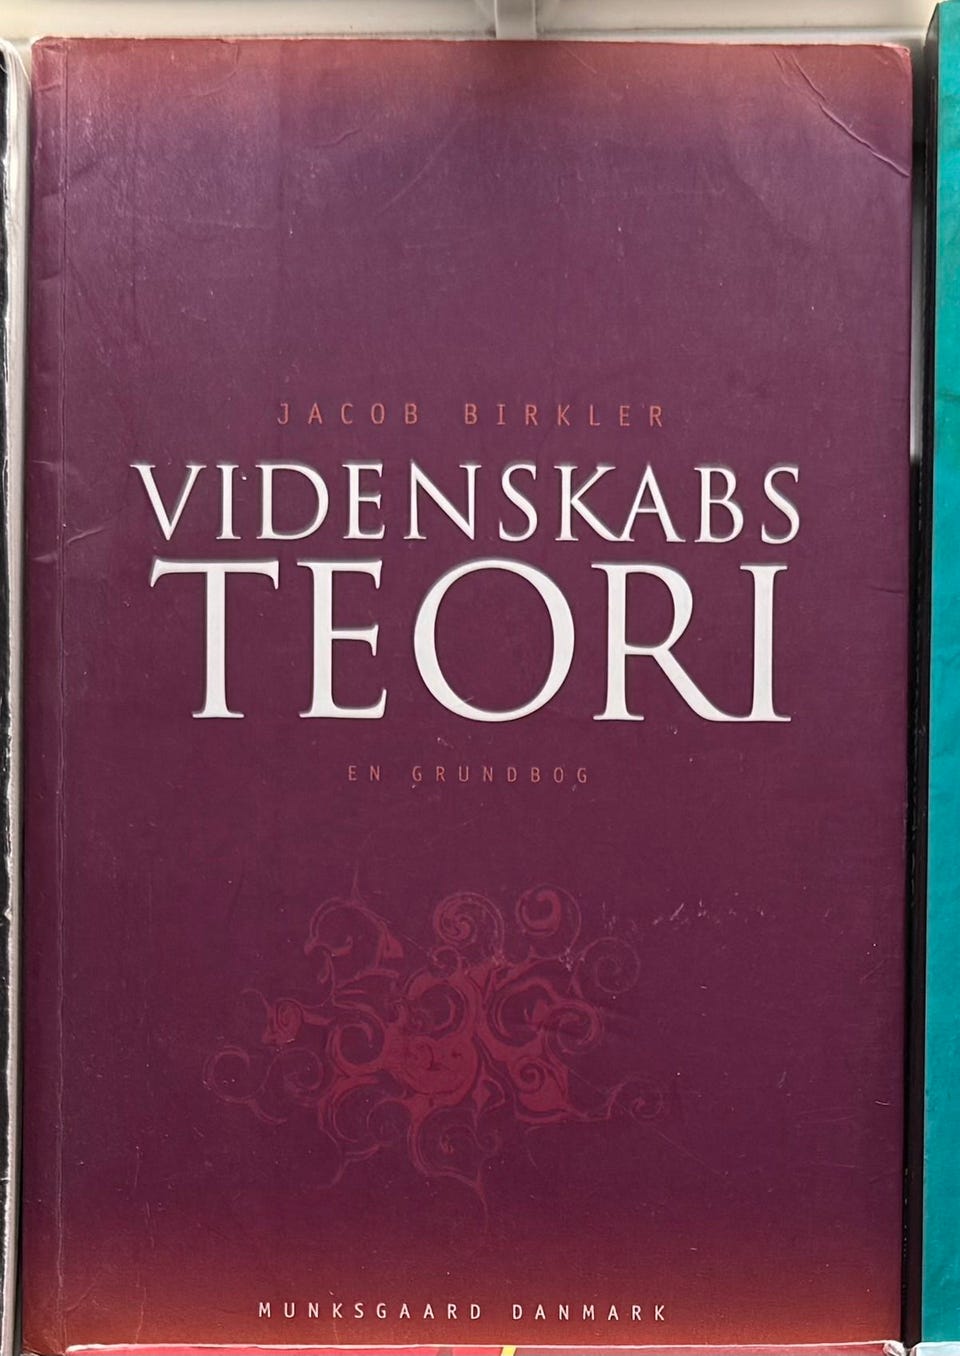 JACOB BIRKLER
VIDENSKABS
TEORI
EN GRUNDBOG
MUNKSGAARD DANMARK